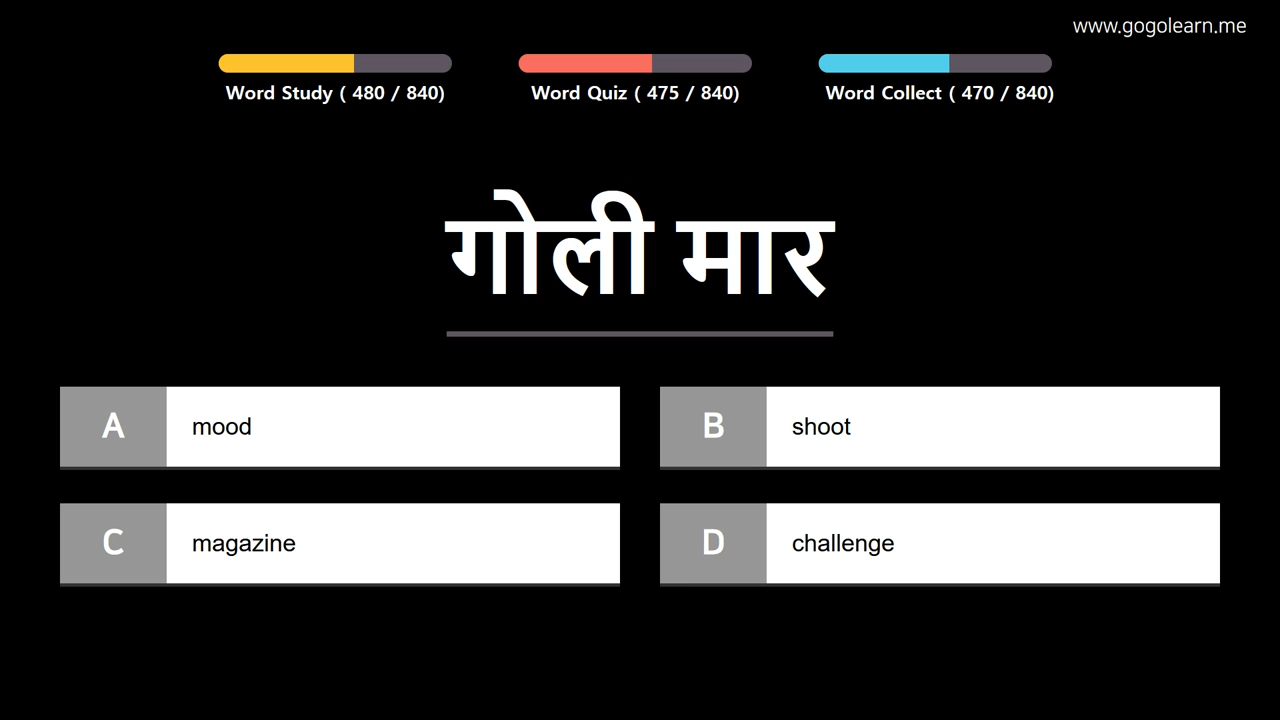 www.gogolearn.me
Word Study ( 480 / 840)
Word Quiz ( 475 / 840)
Word Collect ( 470 / 840)
गोली मार
A mood
B shoot
C magazine
D challenge